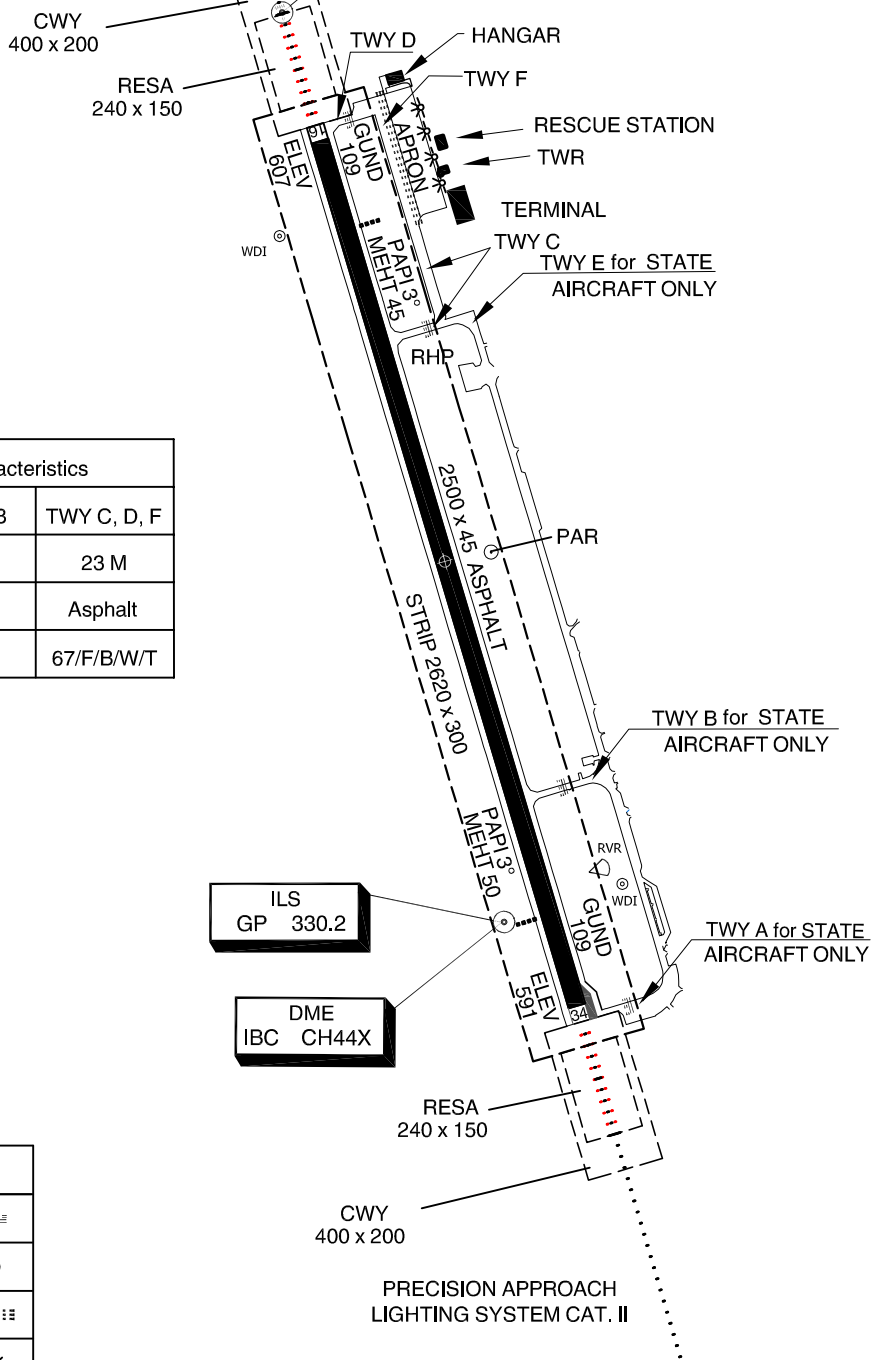 CWY
400 x 200
RESA
240 x 150
TWY D
HANGAR
TWY F
RESCUE STATION
TWR
TERMINAL
TWY C
TWY E for STATE
AIRCRAFT ONLY
16
ELEV
607
GUND
109
APRON
WDI
PAPI 3°
MEHT 45
RHP
acteristics
TWY C, D, F
23 M
Asphalt
67/F/B/W/T
2500 x 45 ASPHALT
PAR
STRIP 2620 x 300
TWY B for STATE
AIRCRAFT ONLY
PAPI 3°
MEHT 50
RVR
WDI
ILS
GP 330.2
GUND
109
TWY A for STATE
AIRCRAFT ONLY
ELEV
591
34
DME
IBC CH44X
RESA
240 x 150
CWY
400 x 200
PRECISION APPROACH
LIGHTING SYSTEM CAT. II